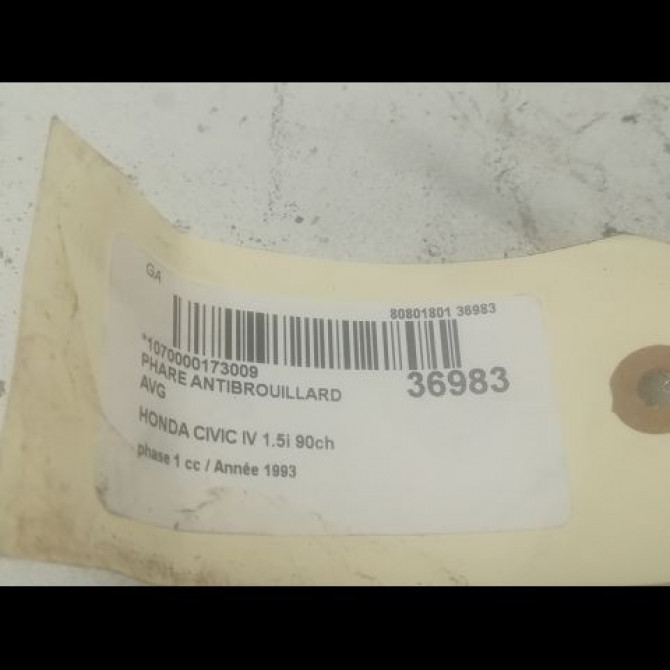 GA
80801801 36983
*1070000173009
PHARE ANTIBROUILLARD
AVG
36983
HONDA CIVIC IV 1.5i 90ch
phase 1 cc / Année 1993